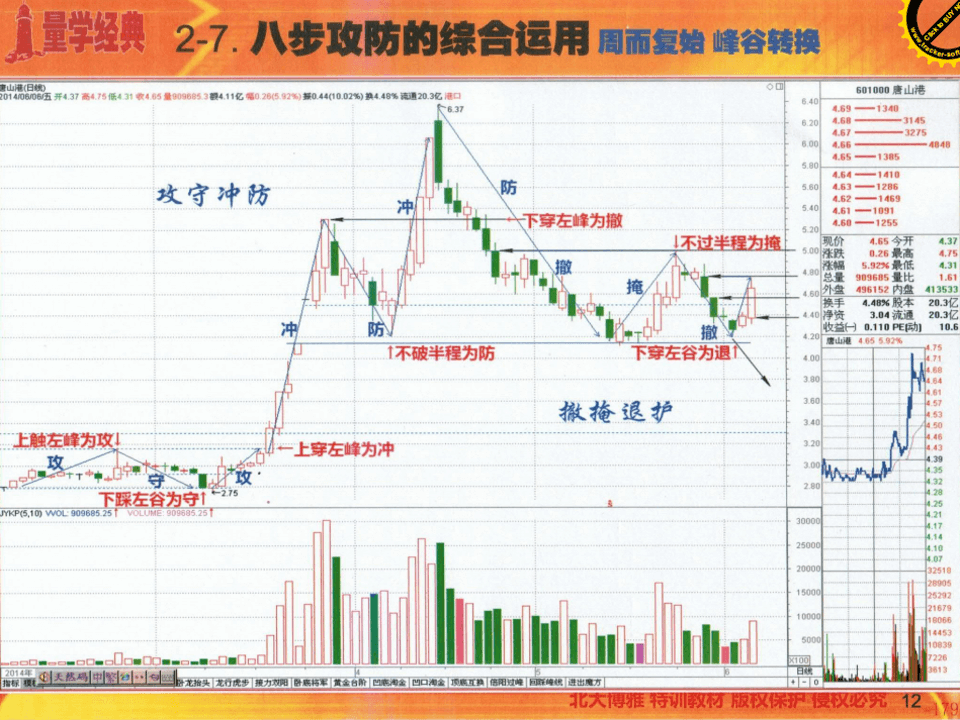 量学经典
2-7. 八步攻防的综合运用 周而复始 峰谷转换
Click to BUY NOW
www.tracker-soft
唐山港(日线)
2014/06/06/五 开4.37 高4.75 低4.31 收4.65 量909685.3 额4.11亿 幅0.26(5.92%) 振0.44(10.02%) 换4.48% 流通20.3亿 港口
6.37
攻守冲防
防
冲
下穿左峰为撤
↓不过半程为掩
撤
掩
冲
防
撤
↑不破半程为防
下穿左谷为退↑
撤掩退护
上触左峰为攻↓
←上穿左峰为冲
攻
守
攻
下踩左谷为守↑
←2.75
6.40
6.20
6.00
5.80
5.60
5.40
5.20
5.00
4.80
4.60
4.40
4.20
4.00
3.80
3.60
3.40
3.20
3.00
2.80
JYKP(5,10) VVOL: 909685.25↑ VOLUME: 909685.25↑
30000
25000
20000
15000
10000
5000
X100
2014年
4
5
6
日线
指标
天然码
卧龙抬头 龙行虎步 接力双阳 卧底将军 黄金台阶 凹底淘金 凹口淘金 顶底互换 倍阳过峰 回踩峰线 进出魔方
601000 唐山港
4.69 1340
4.68 3145
4.67 3275
4.66 4840
4.65 1385
4.64 1410
4.63 1286
4.62 1469
4.61 1091
4.60 1255
现价 4.65 今开 4.37
涨跌 0.26 最高 4.75
涨幅 5.92% 最低 4.31
总量 909685 量比 1.61
外盘 496152 内盘 413533
换手 4.48% 股本 20.3亿
净资 3.04 流通 20.3亿
收益(一) 0.110 PE(动) 10.6
唐山港 4.65 5.92%
4.75
4.71
4.68
4.64
4.61
4.57
4.53
4.50
4.46
4.43
4.39
4.35
4.32
4.28
4.25
4.21
4.17
4.14
4.10
4.07
32518
28905
25292
21679
18066
14453
10839
7226
3613
北大博雅 特训教材 版权保护 侵权必究 12
179